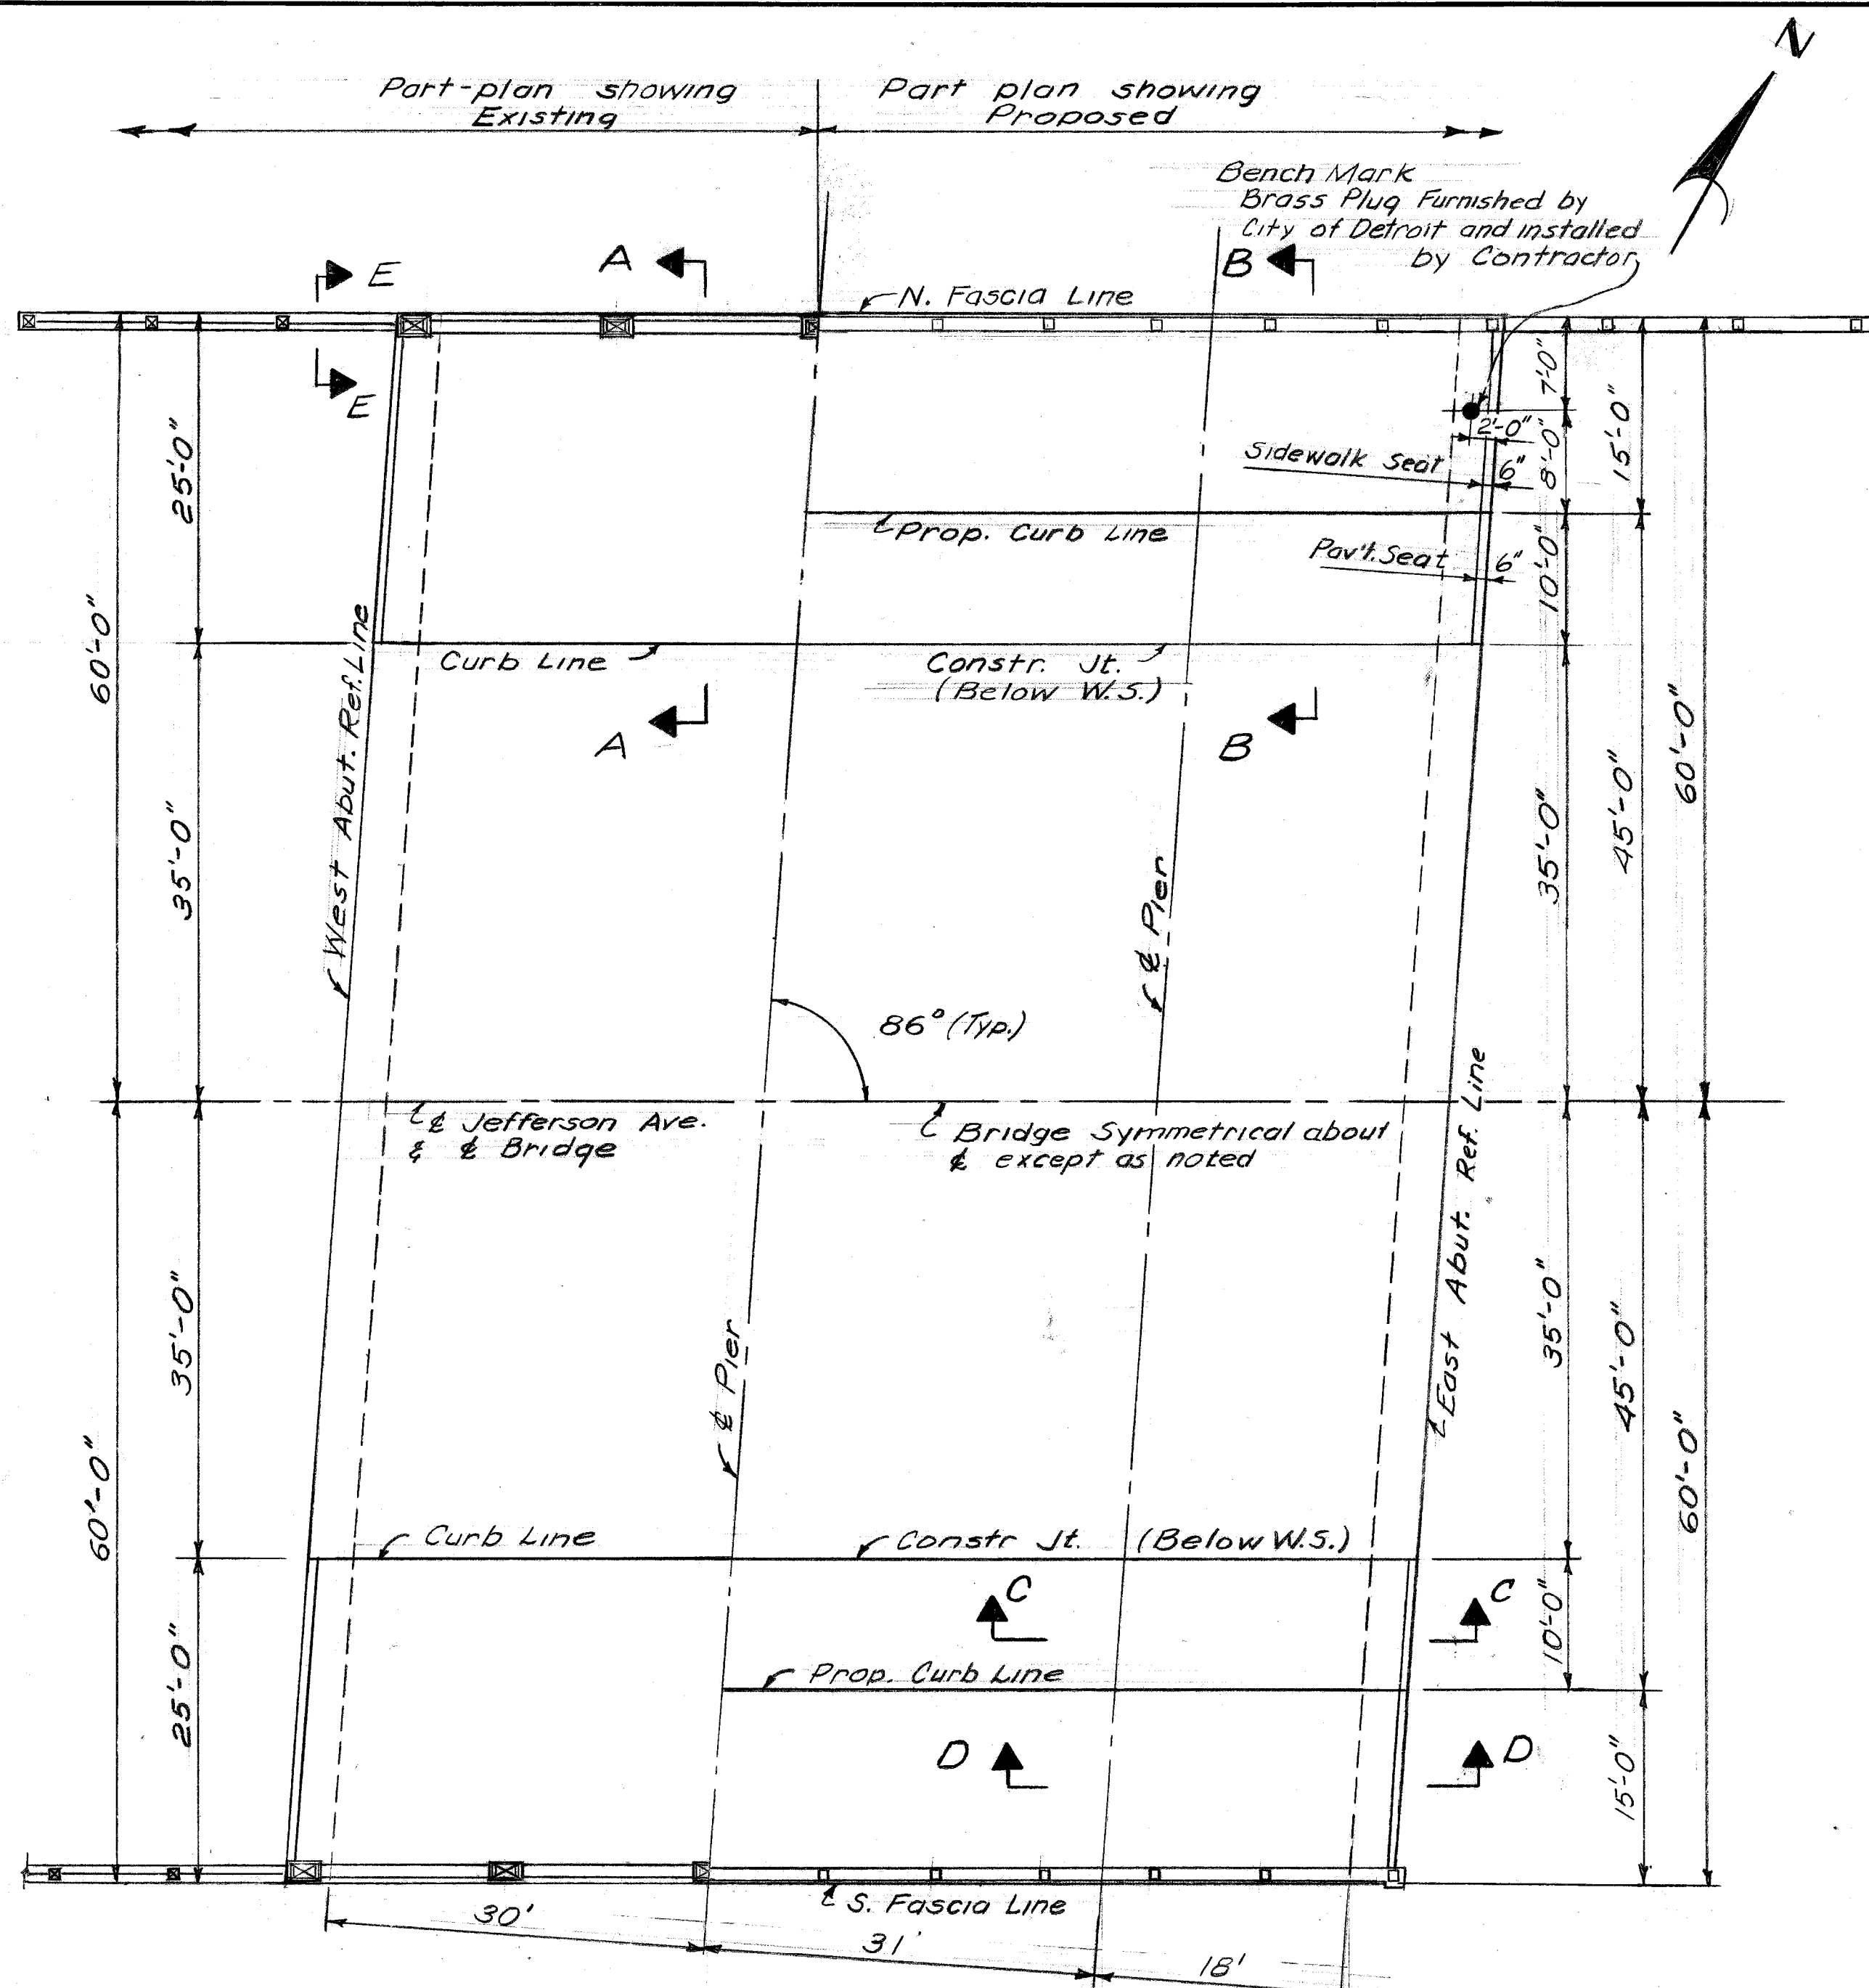 N
Part-plan showing
Existing
Part plan showing
Proposed
Bench Mark
Brass Plug Furnished by
City of Detroit and installed
by Contractor
E
A
B
N. Fascia Line
E
7'-0"
2'-0"
Sidewalk Seat
6"
8'-0"
15'-0"
25'-0"
Prop. Curb Line
Pav't. Seat
6"
10'-0"
60'-0"
Curb Line
Constr. Jt.
(Below W.S.)
A
B
West Abut. Ref. Line
35'-0"
35'-0"
45'-0"
60'-0"
℄ Pier
86° (Typ.)
℄ Jefferson Ave.
& ℄ Bridge
Bridge Symmetrical about
℄ except as noted
East Abut. Ref. Line
35'-0"
35'-0"
45'-0"
60'-0"
60'-0"
℄ Pier
Curb Line
Constr Jt. (Below W.S.)
C
C
10'-0"
25'-0"
Prop. Curb Line
D
D
15'-0"
S. Fascia Line
30'
31'
18'